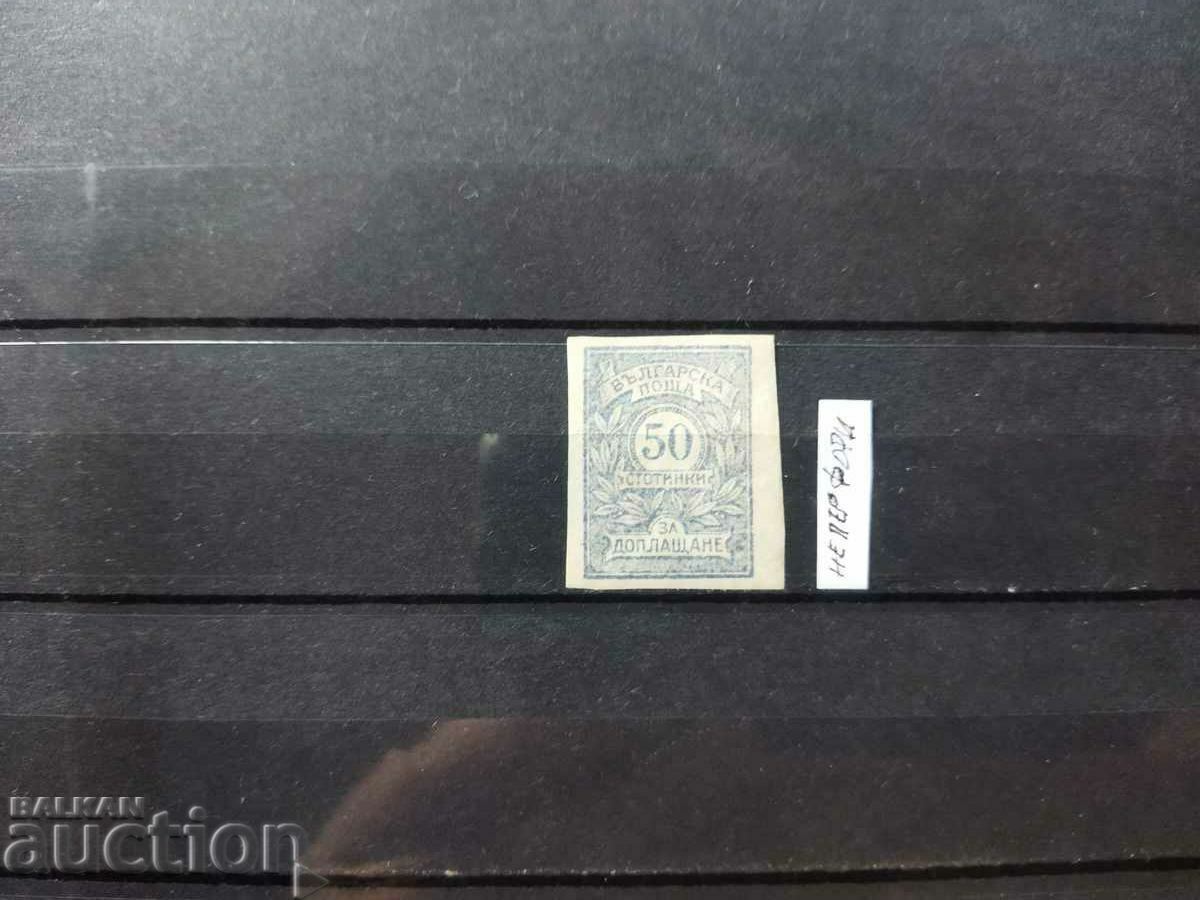 БЪЛГАРСКА
ПОЩА
50
СТОТИНКИ
ЗА
ДОПЛАЩАНЕ
НЕПЕРФОРИ
BALKAN
auction